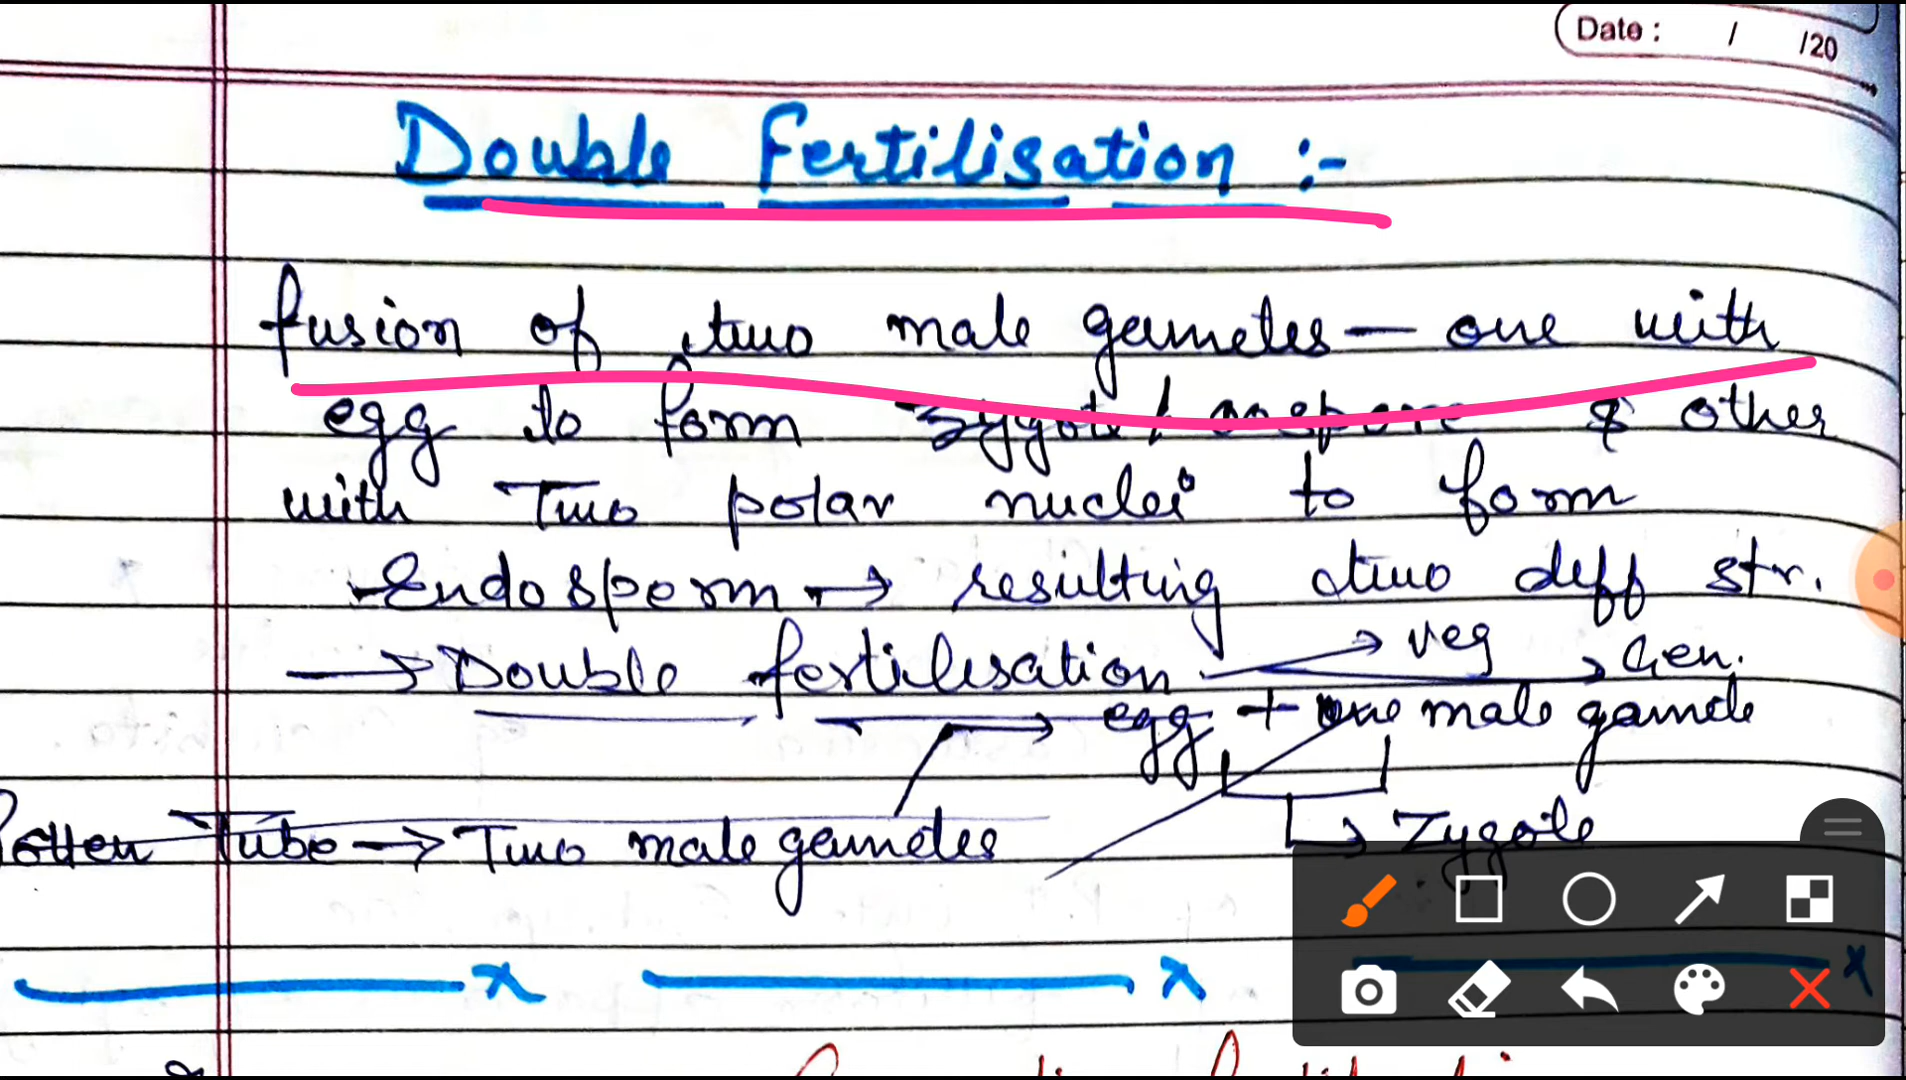 Date : / /20
Double Fertilisation :-
fusion of two male gametes — one with
egg to form Zygote / oospore & other
with Two polar nuclei to form
Endosperm → resulting two diff str.
→ Double fertilisation → veg → Gen.
→ egg + one male gamete
Pollen Tube → Two male gametes
→ Zygote